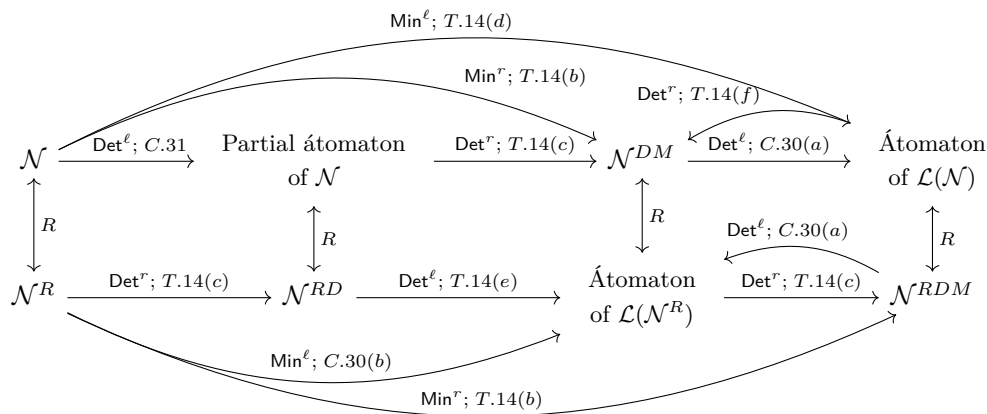 Min^ℓ; T.14(d)
Min^r; T.14(b)
Det^r; T.14(f)
Det^ℓ; C.31
Partial átomaton
Det^r; T.14(c)
Det^ℓ; C.30(a)
Átomaton
𝒩
of 𝒩
𝒩^{DM}
of ℒ(𝒩)
R
R
R
R
Det^ℓ; C.30(a)
Det^r; T.14(c)
Det^ℓ; T.14(e)
Átomaton
Det^r; T.14(c)
𝒩^R
𝒩^{RD}
of ℒ(𝒩^R)
𝒩^{RDM}
Min^ℓ; C.30(b)
Min^r; T.14(b)